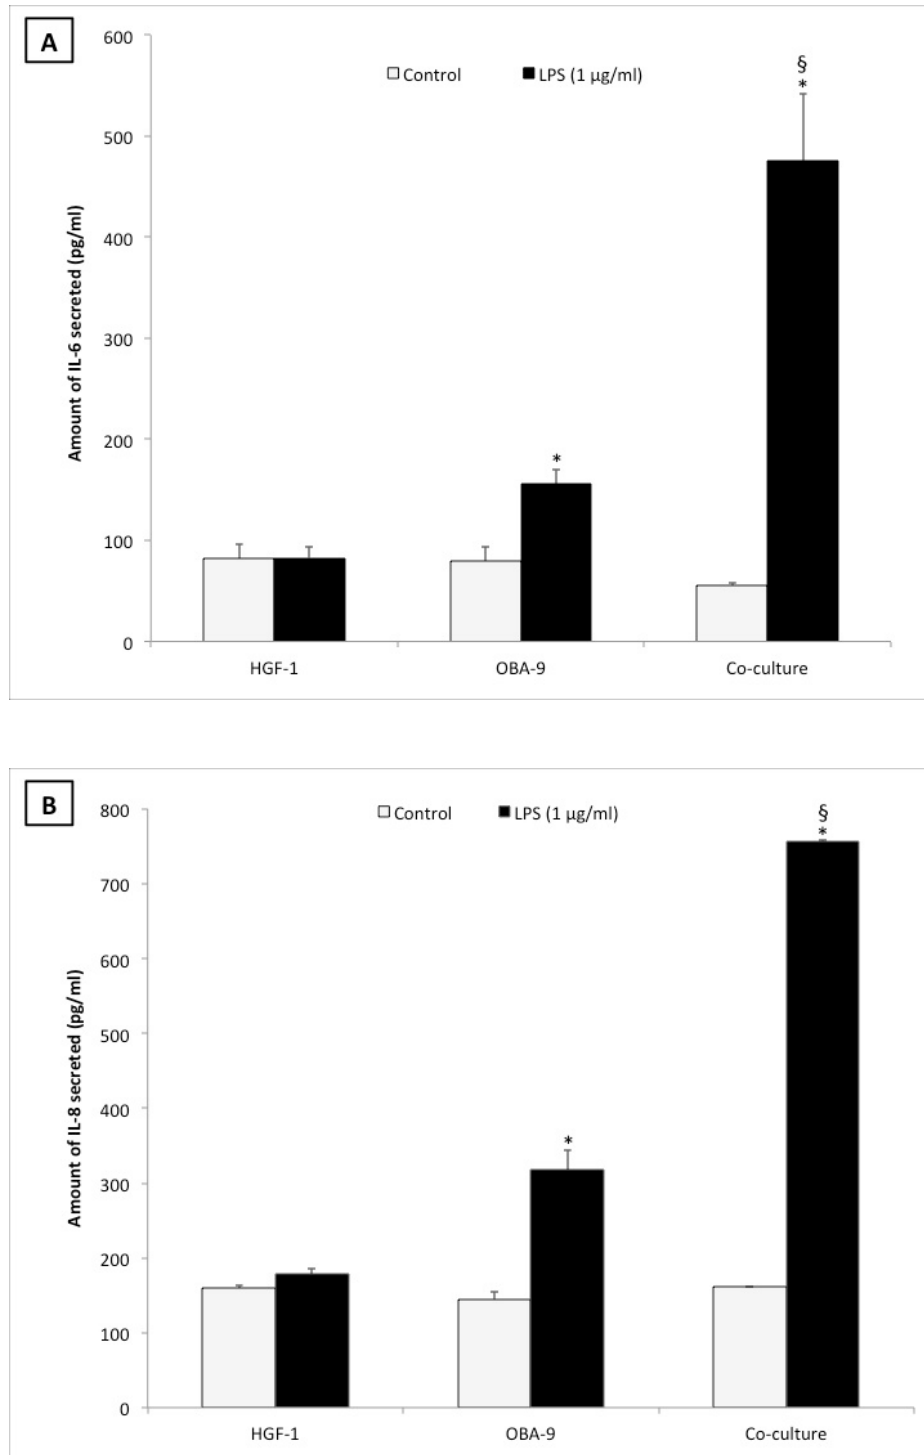 A
600
Control LPS (1 µg/ml)
§
*
500
400
300
200
*
100
0
Amount of IL-6 secreted (pg/ml)
HGF-1 OBA-9 Co-culture
B
800
Control LPS (1 µg/ml)
§
*
700
600
500
400
*
300
200
100
0
Amount of IL-8 secreted (pg/ml)
HGF-1 OBA-9 Co-culture